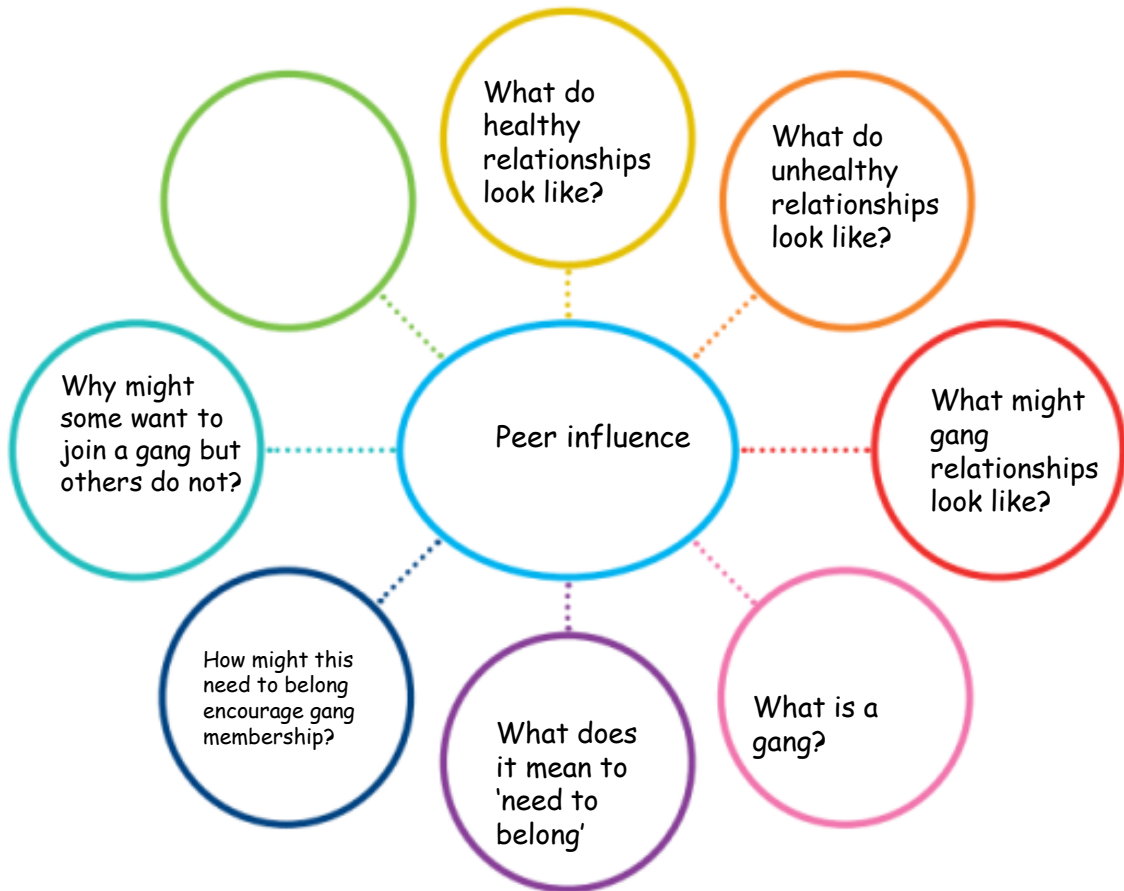 What do
healthy
relationships
look like?
What do
unhealthy
relationships
look like?
What might
gang
relationships
look like?
What is a
gang?
What does
it mean to
‘need to
belong’
How might this
need to belong
encourage gang
membership?
Why might
some want to
join a gang but
others do not?
Peer influence